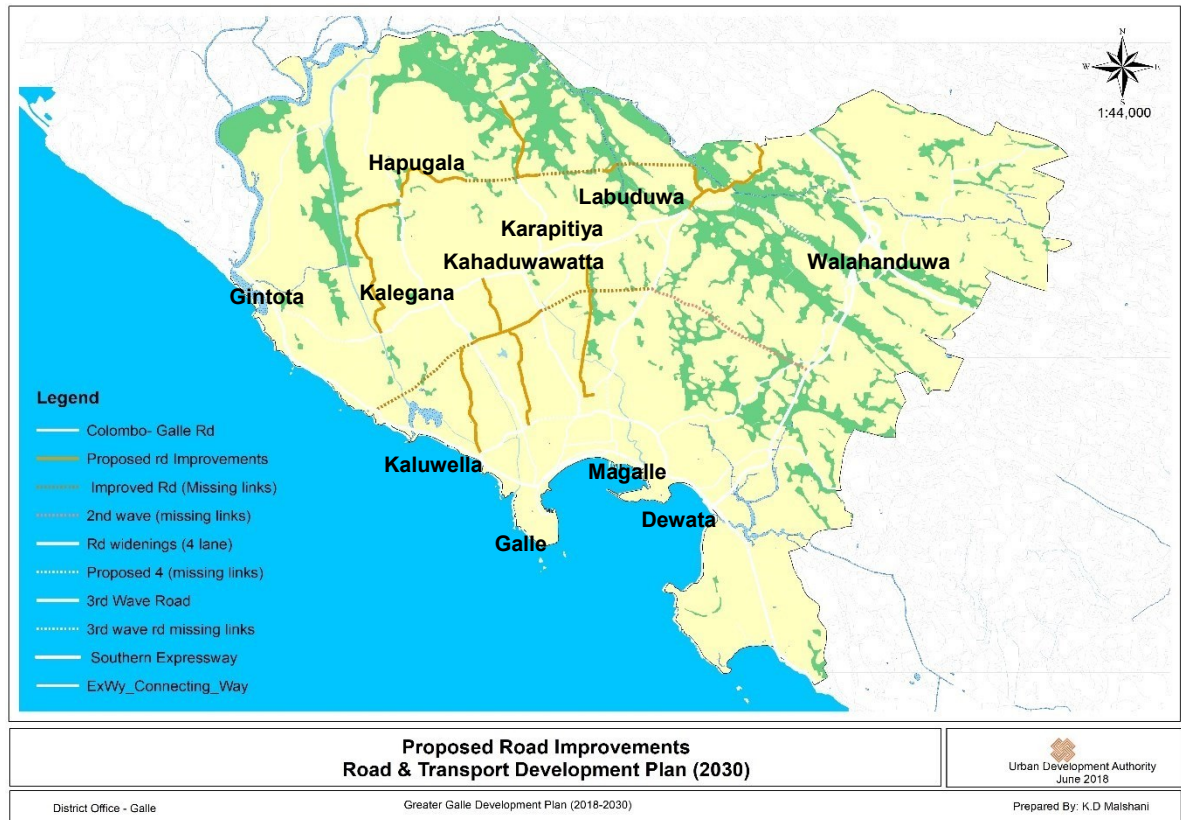 N
W E
S
1:44,000
Hapugala
Labuduwa
Karapitiya
Kahaduwawatta
Walahanduwa
Gintota
Kalegana
Kaluwella
Magalle
Dewata
Galle
Legend
Colombo- Galle Rd
Proposed rd Improvements
Improved Rd (Missing links)
2nd wave (missing links)
Rd widenings (4 lane)
Proposed 4 (missing links)
3rd Wave Road
3rd wave rd missing links
Southern Expressway
ExWy_Connecting_Way
Proposed Road Improvements
Road & Transport Development Plan (2030)
Urban Development Authority
June 2018
District Office - Galle
Greater Galle Development Plan (2018-2030)
Prepared By: K.D Malshani